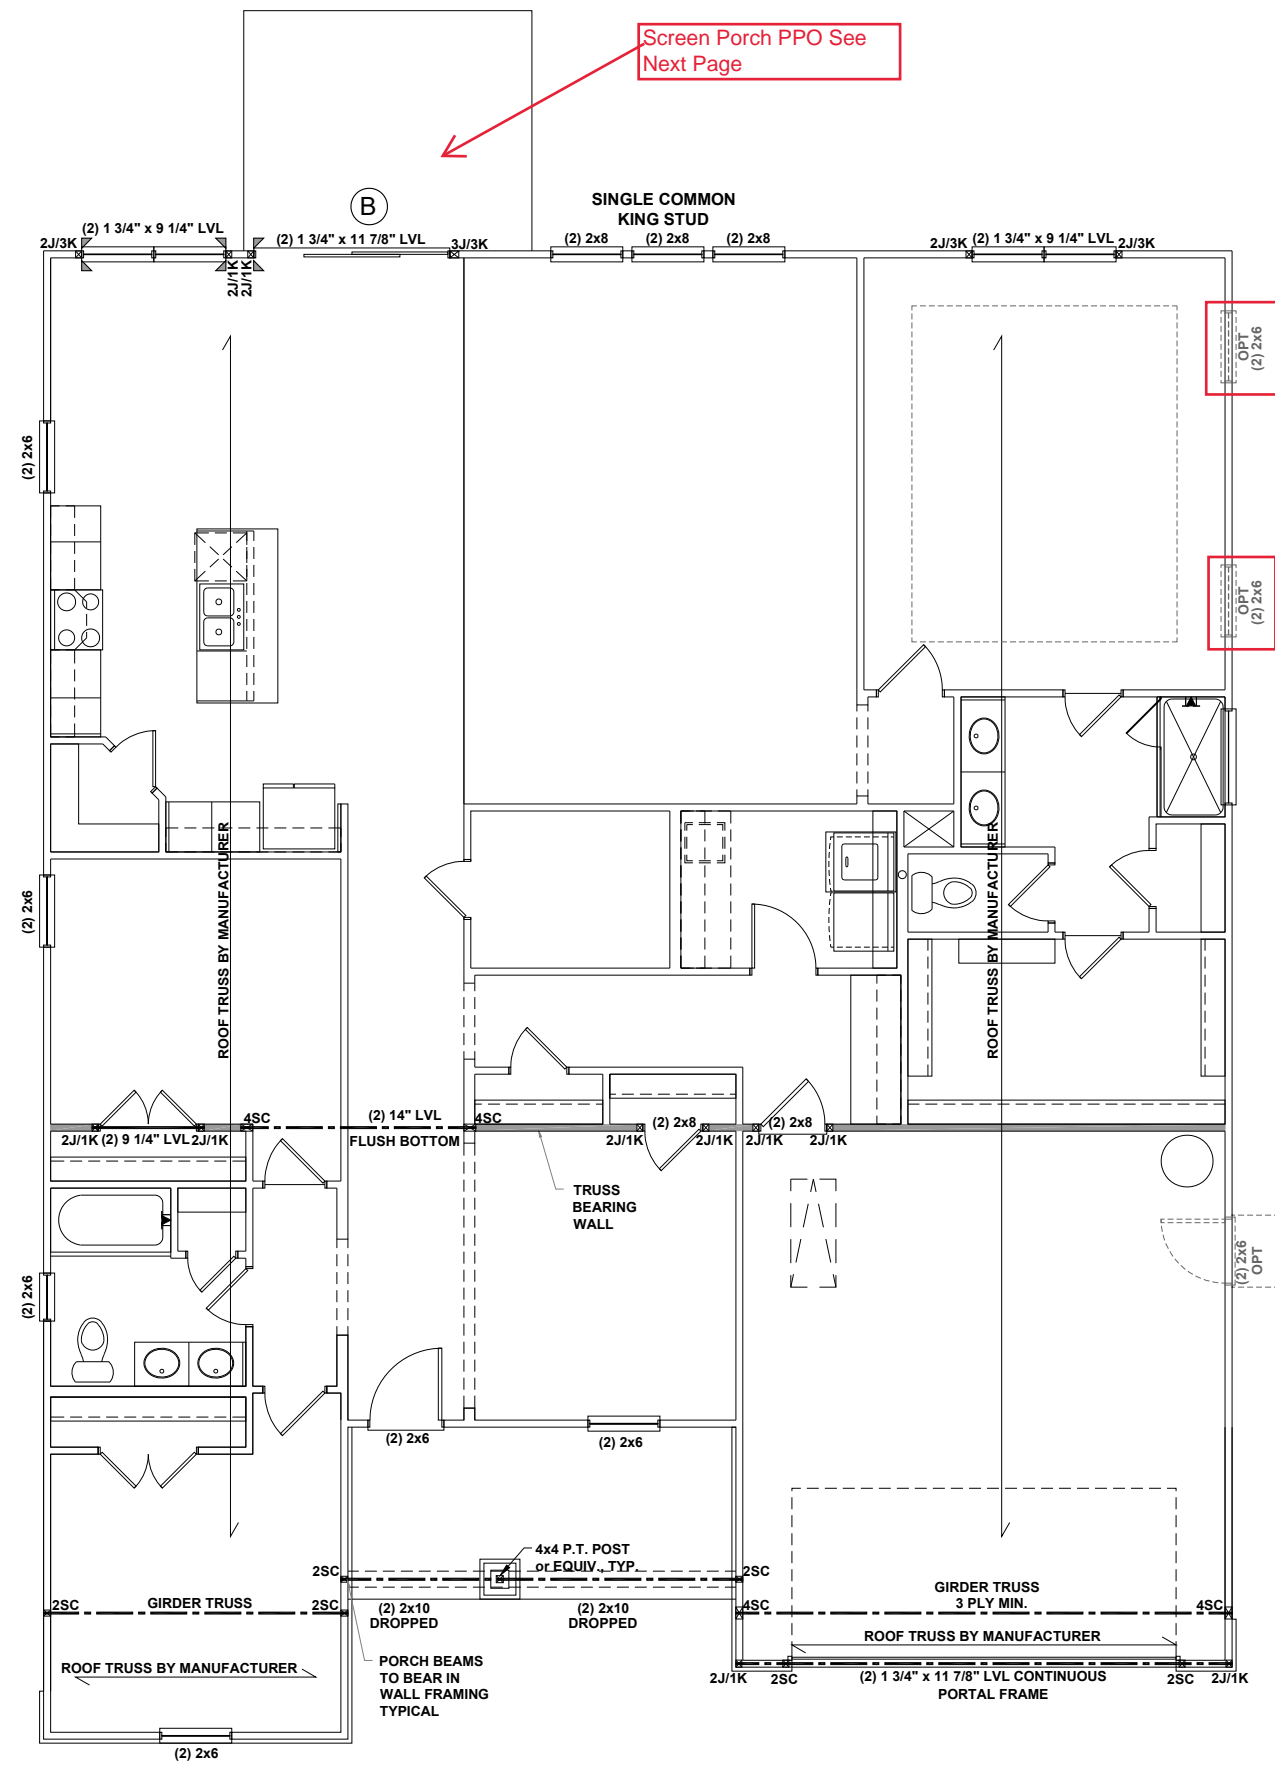 Screen Porch PPO See
Next Page
B
SINGLE COMMON
KING STUD
(2) 1 3/4" x 9 1/4" LVL
(2) 1 3/4" x 11 7/8" LVL
(2) 2x8
(2) 2x8
(2) 2x8
(2) 1 3/4" x 9 1/4" LVL
2J/3K
3J/3K
2J/3K
2J/3K
2J/1K
2J/1K
OPT
(2) 2x6
(2) 2x6
OPT
(2) 2x6
ROOF TRUSS BY MANUFACTURER
ROOF TRUSS BY MANUFACTURER
(2) 2x6
4SC
(2) 14" LVL
4SC
(2) 2x8
(2) 2x8
2J/1K
(2) 9 1/4" LVL
2J/1K
FLUSH BOTTOM
2J/1K
2J/1K
2J/1K
2J/1K
TRUSS
BEARING
WALL
(2) 2x6
OPT
(2) 2x6
(2) 2x6
(2) 2x6
4x4 P.T. POST
or EQUIV., TYP.
2SC
2SC
GIRDER TRUSS
3 PLY MIN.
2SC
GIRDER TRUSS
2SC
(2) 2x10
DROPPED
(2) 2x10
DROPPED
4SC
4SC
ROOF TRUSS BY MANUFACTURER
PORCH BEAMS
TO BEAR IN
WALL FRAMING
TYPICAL
ROOF TRUSS BY MANUFACTURER
2J/1K
2SC
(2) 1 3/4" x 11 7/8" LVL CONTINUOUS
PORTAL FRAME
2SC
2J/1K
(2) 2x6